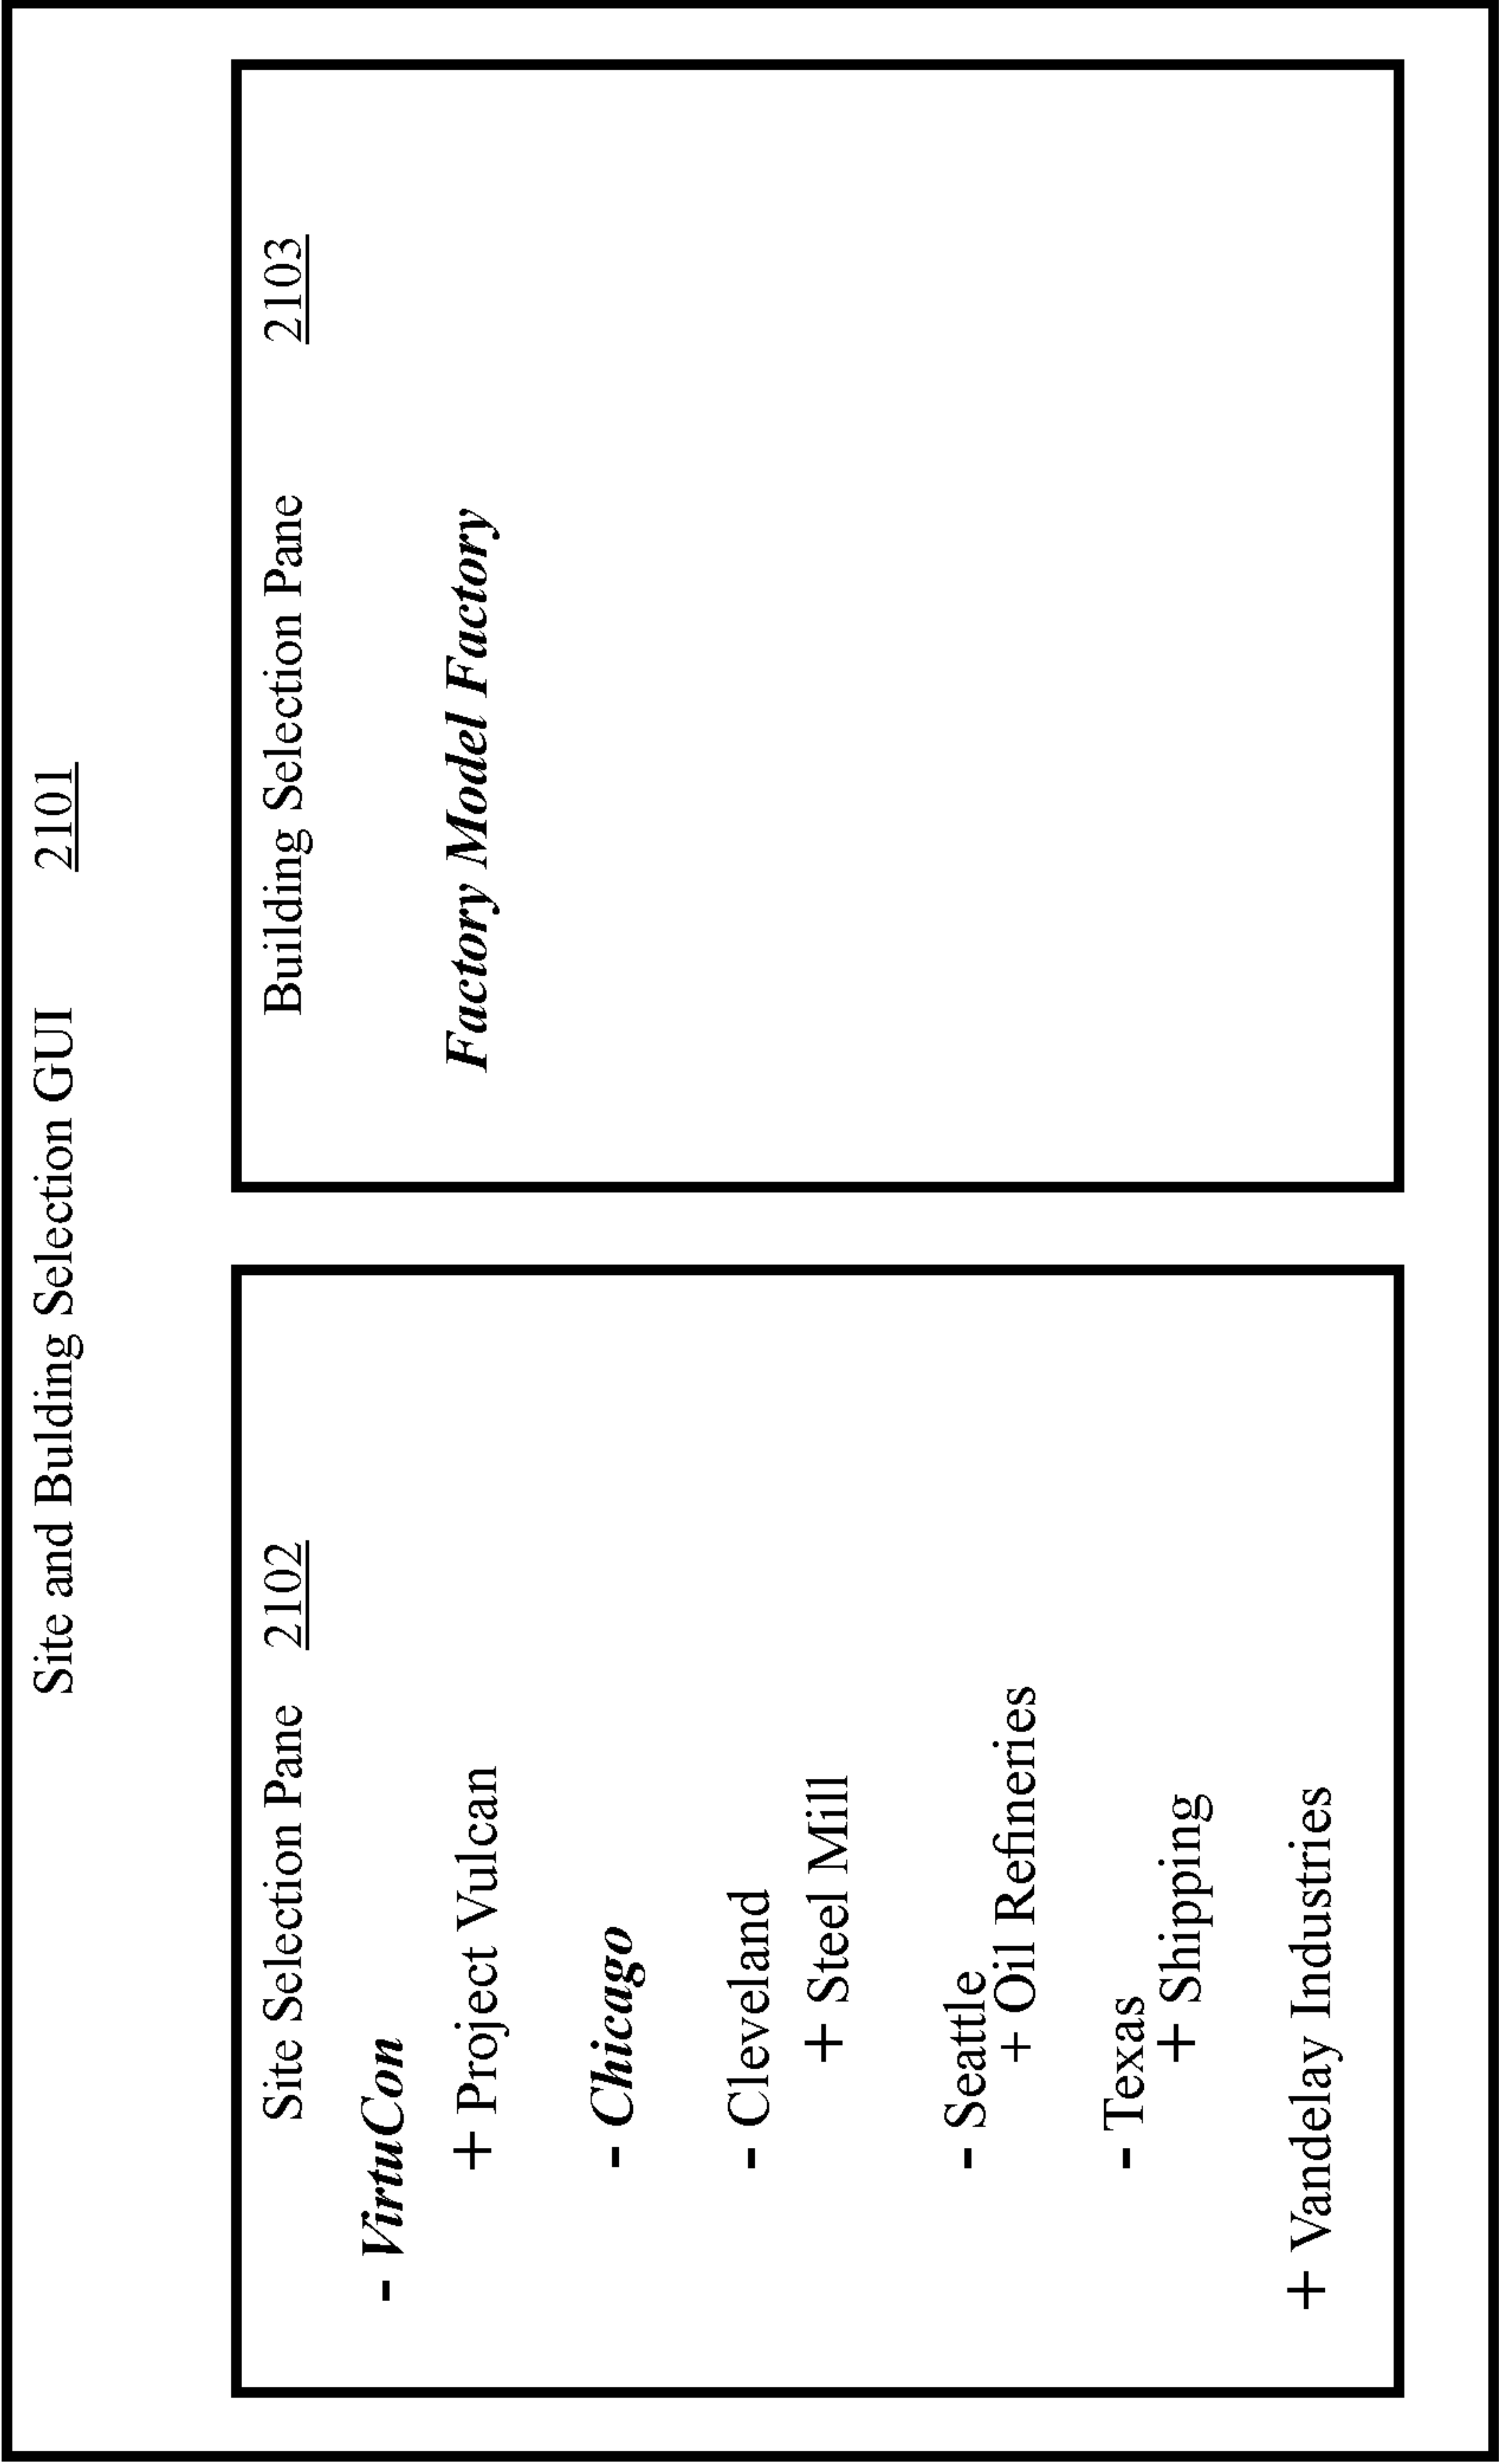 Site and Bulding Selection GUI 2101
Site Selection Pane 2102
- VirtuCon
+ Project Vulcan
- Chicago
- Cleveland
+ Steel Mill
- Seattle
+ Oil Refineries
- Texas
+ Shipping
+ Vandelay Industries
Building Selection Pane 2103
Factory Model Factory